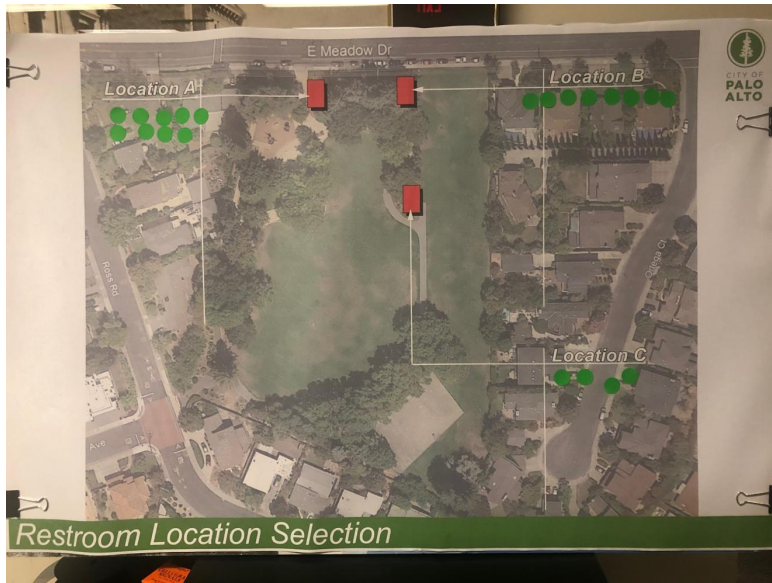 E Meadow Dr
Location A
Location B
CITY OF
PALO
ALTO
Ross Rd
Ortega Ct
Location C
Ave
Restroom Location Selection